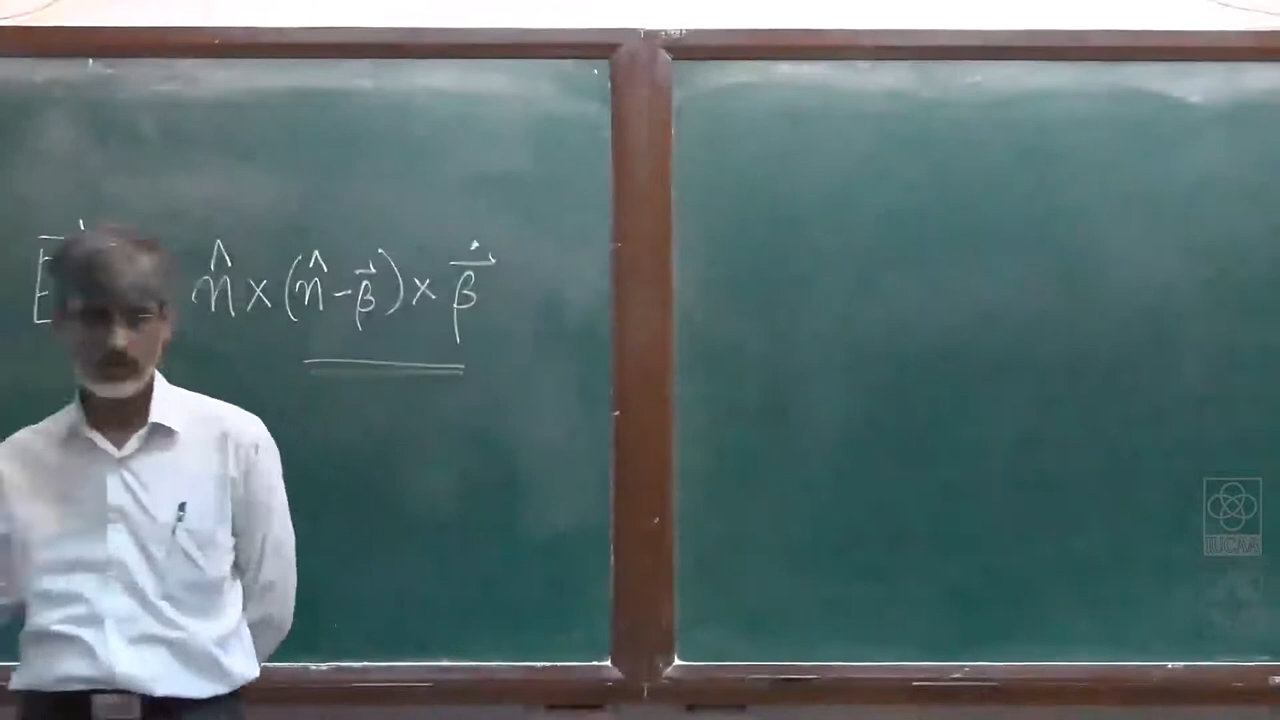 E⃗ n̂ × (n̂ - β⃗) × β⃗̇
IUCAA